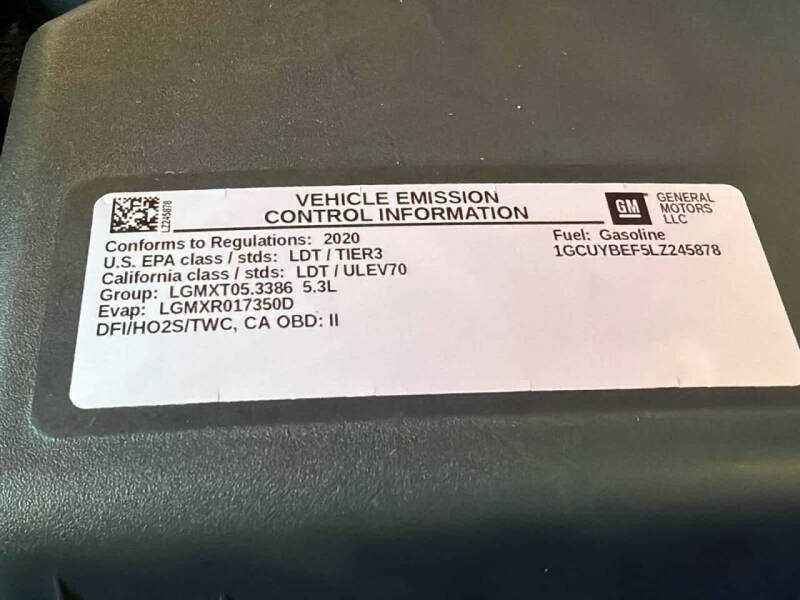 LZ245878
VEHICLE EMISSION
CONTROL INFORMATION
GM
GENERAL
MOTORS
LLC
Conforms to Regulations: 2020
U.S. EPA class / stds: LDT / TIER3
California class / stds: LDT / ULEV70
Group: LGMXT05.3386 5.3L
Evap: LGMXR017350D
DFI/HO2S/TWC, CA OBD: II
Fuel: Gasoline
1GCUYBEF5LZ245878